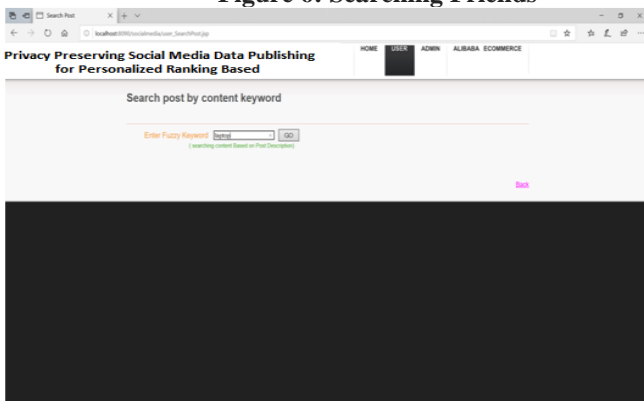 Figure 6: Searching Friends
Search Post
localhost:8086/socialmedia/user_SearchPost.jsp
Privacy Preserving Social Media Data Publishing
for Personalized Ranking Based
HOME USER ADMIN ALIBABA ECOMMERCE
Search post by content keyword
Enter Fuzzy Keyword laptop GO
( searching content Based on Post Description)
Back